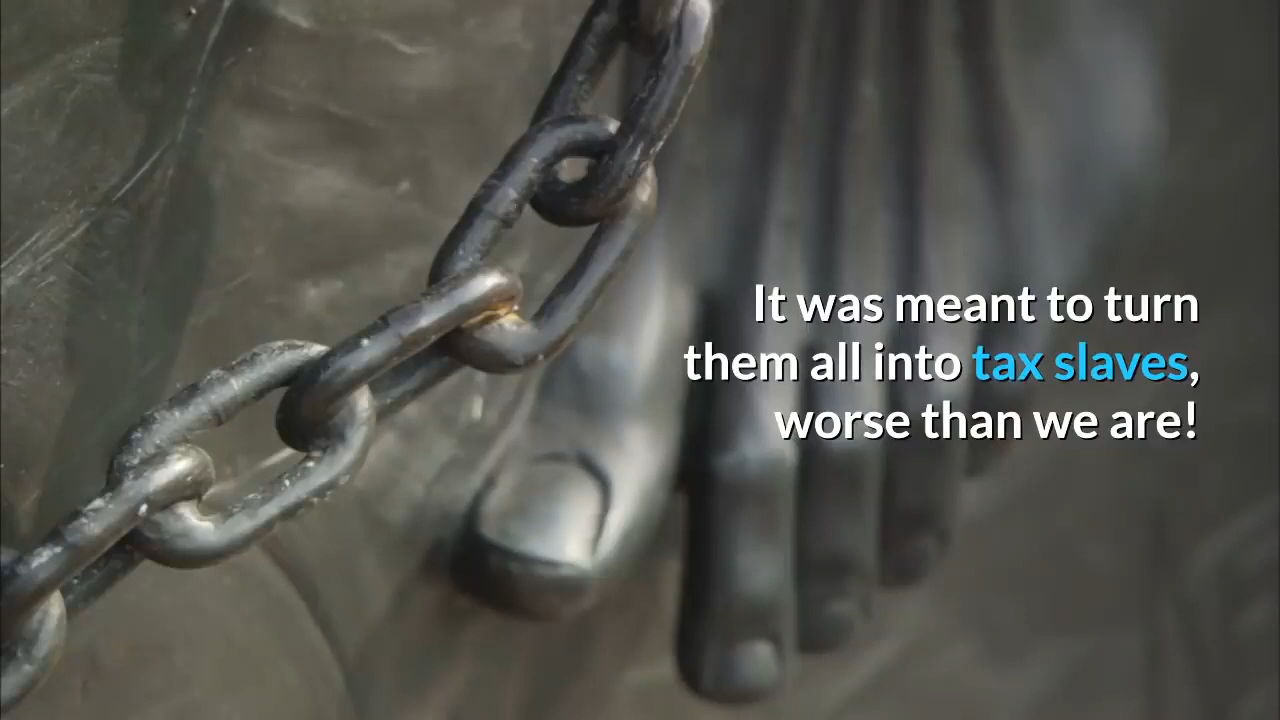 It was meant to turn
them all into tax slaves,
worse than we are!